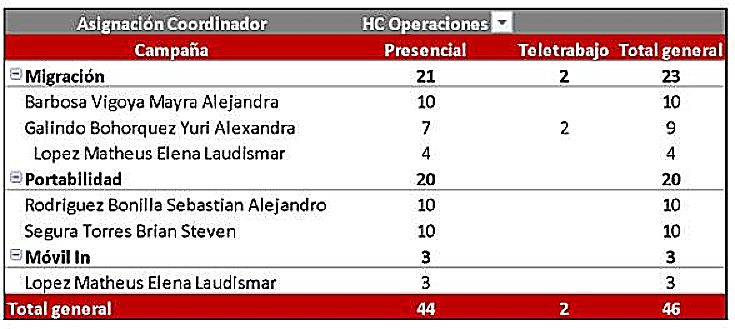 Asignación Coordinador HC Operaciones
Campaña Presencial Teletrabajo Total general
Migración 21 2 23
Barbosa Vigoya Mayra Alejandra 10 10
Galindo Bohorquez Yuri Alexandra 7 2 9
Lopez Matheus Elena Laudismar 4 4
Portabilidad 20 20
Rodriguez Bonilla Sebastian Alejandro 10 10
Segura Torres Brian Steven 10 10
Móvil In 3 3
Lopez Matheus Elena Laudismar 3 3
Total general 44 2 46